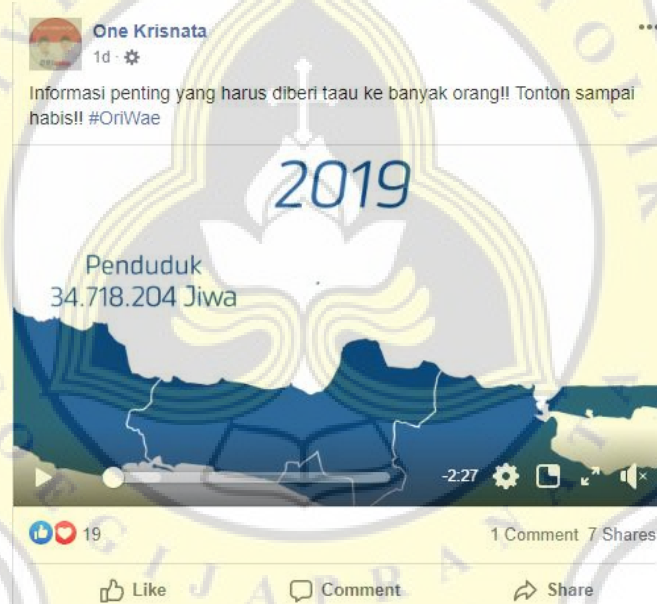 One Krisnata
1d
Informasi penting yang harus diberi taau ke banyak orang!! Tonton sampai
habis!! #OriWae
2019
Penduduk
34.718.204 Jiwa
-2:27
19
1 Comment 7 Shares
Like Comment Share